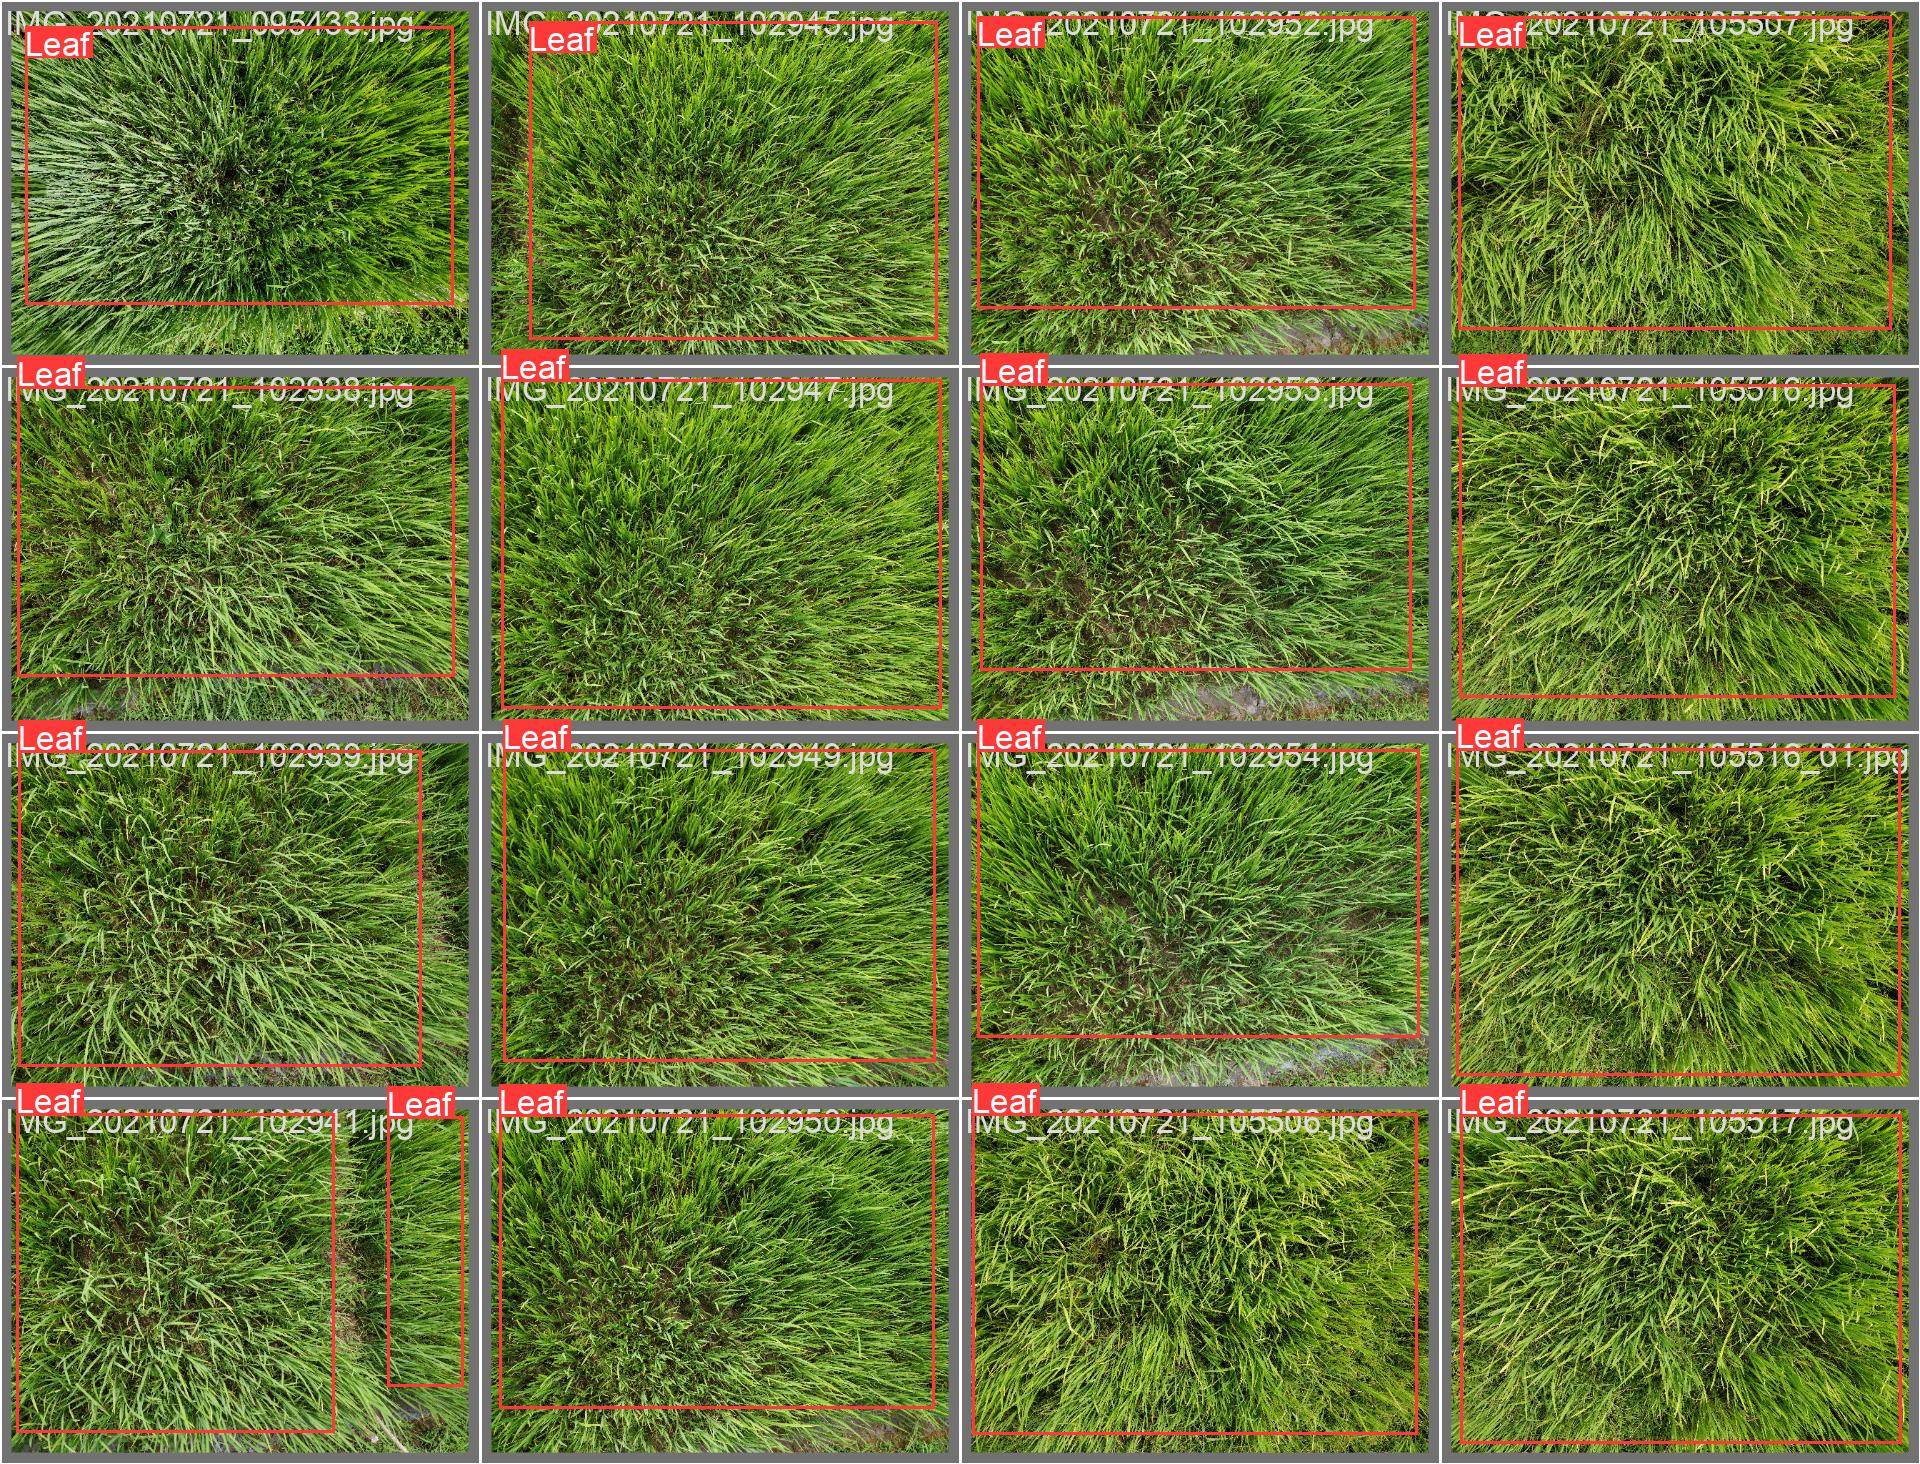 IMG_20210721_095433.jpg
Leaf
IMG_20210721_102945.jpg
Leaf
IMG_20210721_102952.jpg
Leaf
IMG_20210721_105507.jpg
Leaf
Leaf
IMG_20210721_102938.jpg
Leaf
IMG_20210721_102947.jpg
Leaf
IMG_20210721_102953.jpg
Leaf
IMG_20210721_105516.jpg
Leaf
IMG_20210721_102939.jpg
Leaf
IMG_20210721_102949.jpg
Leaf
IMG_20210721_102954.jpg
Leaf
IMG_20210721_105516_01.jpg
Leaf
Leaf
IMG_20210721_102941.jpg
Leaf
IMG_20210721_102950.jpg
Leaf
IMG_20210721_105506.jpg
Leaf
IMG_20210721_105517.jpg